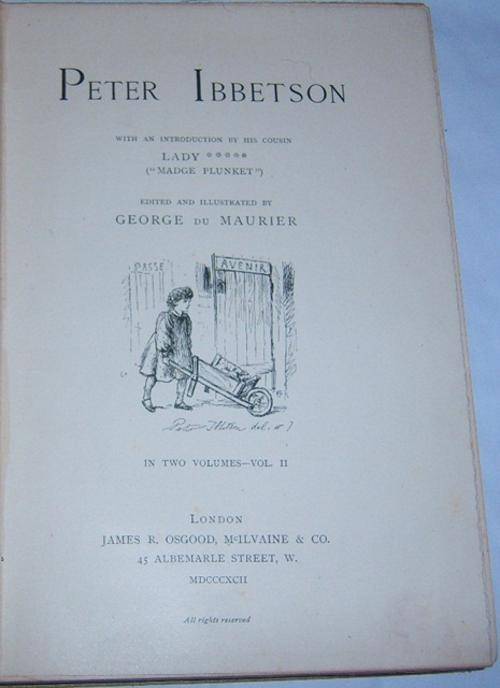 PETER IBBETSON
WITH AN INTRODUCTION BY HIS COUSIN
LADY *****
("MADGE PLUNKET")
EDITED AND ILLUSTRATED BY
GEORGE DU MAURIER
PASSÉ
AVENIR
IN TWO VOLUMES—VOL. II
LONDON
JAMES R. OSGOOD, McILVAINE & CO.
45 ALBEMARLE STREET, W.
MDCCCXCII
All rights reserved